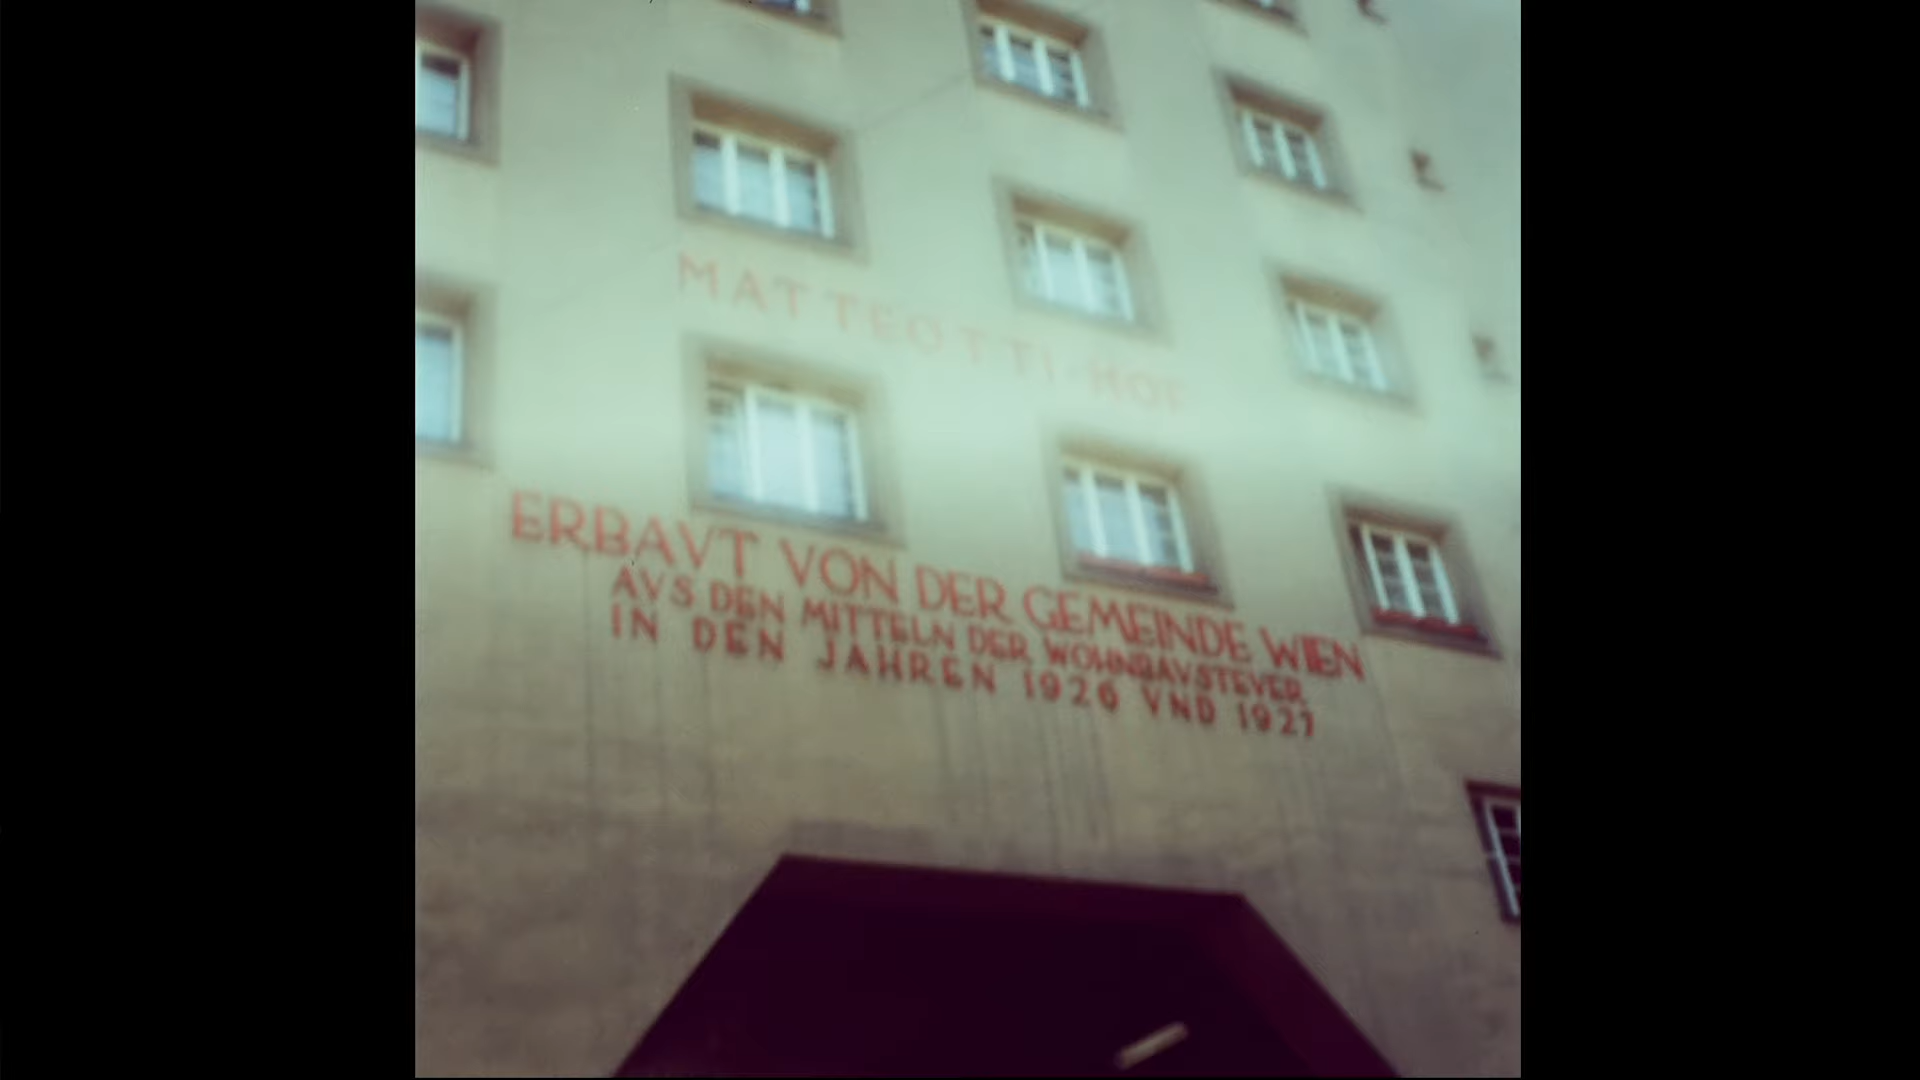 MATTEOTTI-HOF
ERBAVT VON DER GEMEINDE WIEN
AVS DEN MITTELN DER WOHNBAVSTEVER
IN DEN JAHREN 1926 VND 1927